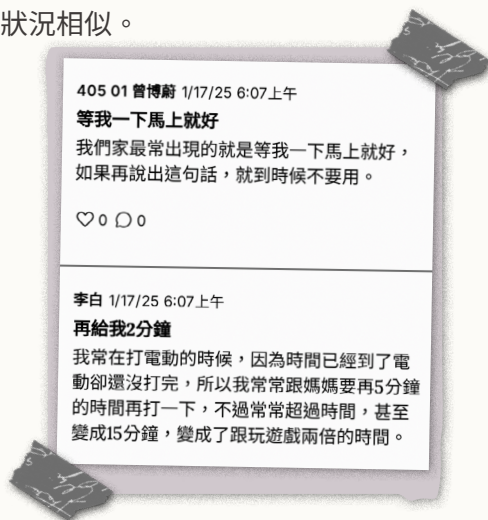 狀況相似。
405 01 曾博蔚 1/17/25 6:07上午
等我一下馬上就好
我們家最常出現的就是等我一下馬上就好，
如果再說出這句話，就到時候不要用。
0 0
李白 1/17/25 6:07上午
再給我2分鐘
我常在打電動的時候，因為時間已經到了電
動卻還沒打完，所以我常常跟媽媽要再5分鐘
的時間再打一下，不過常常超過時間，甚至
變成15分鐘，變成了跟玩遊戲兩倍的時間。